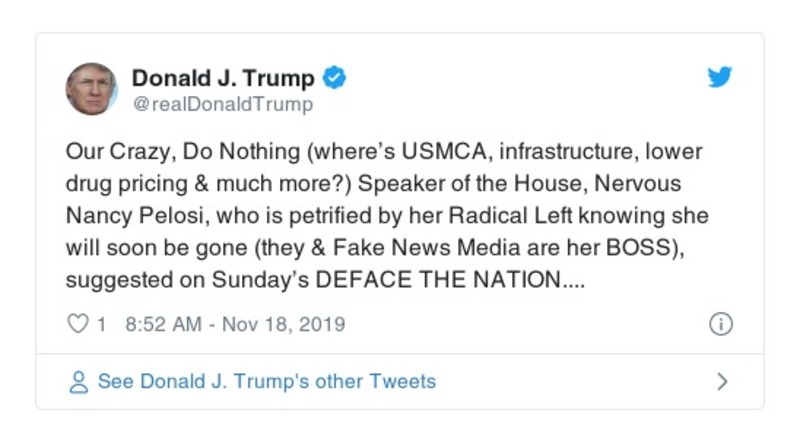 Donald J. Trump
@realDonaldTrump
Our Crazy, Do Nothing (where’s USMCA, infrastructure, lower
drug pricing & much more?) Speaker of the House, Nervous
Nancy Pelosi, who is petrified by her Radical Left knowing she
will soon be gone (they & Fake News Media are her BOSS),
suggested on Sunday’s DEFACE THE NATION....
1 8:52 AM - Nov 18, 2019
See Donald J. Trump's other Tweets